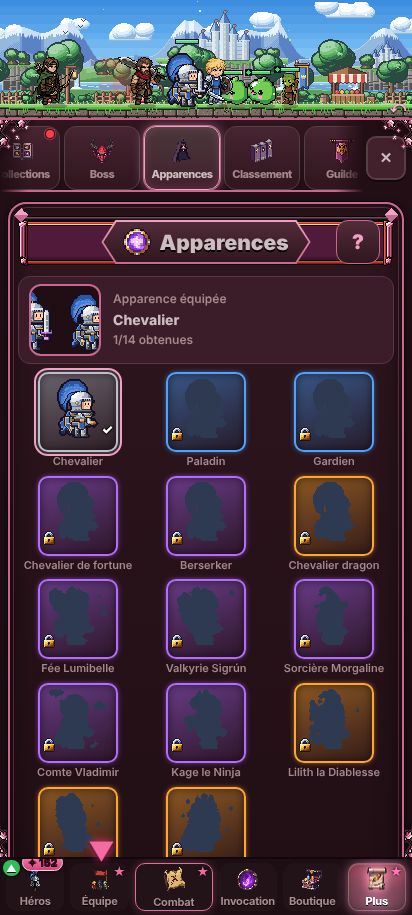 ollections
Boss
Apparences
Classement
Guilde
×
Apparences
?
Apparence équipée
Chevalier
1/14 obtenues
Chevalier
Paladin
Gardien
Chevalier de fortune
Berserker
Chevalier dragon
Fée Lumibelle
Valkyrie Sigrún
Sorcière Morgaline
Comte Vladimir
Kage le Ninja
Lilith la Diablesse
Héros
Équipe
Combat
Invocation
Boutique
Plus